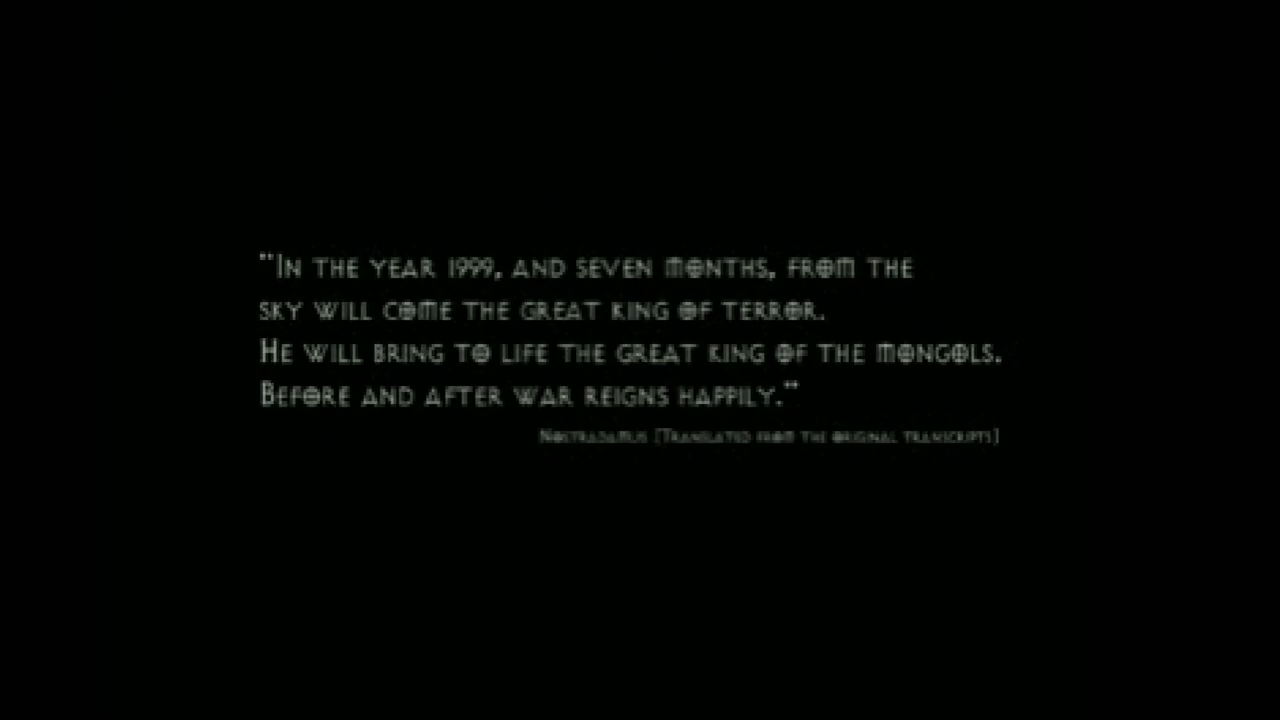 "In the year 1999, and seven months, from the
sky will come the great king of terror.
He will bring to life the great king of the Mongols.
Before and after war reigns happily."
Nostradamus [Translated from the original transcripts]